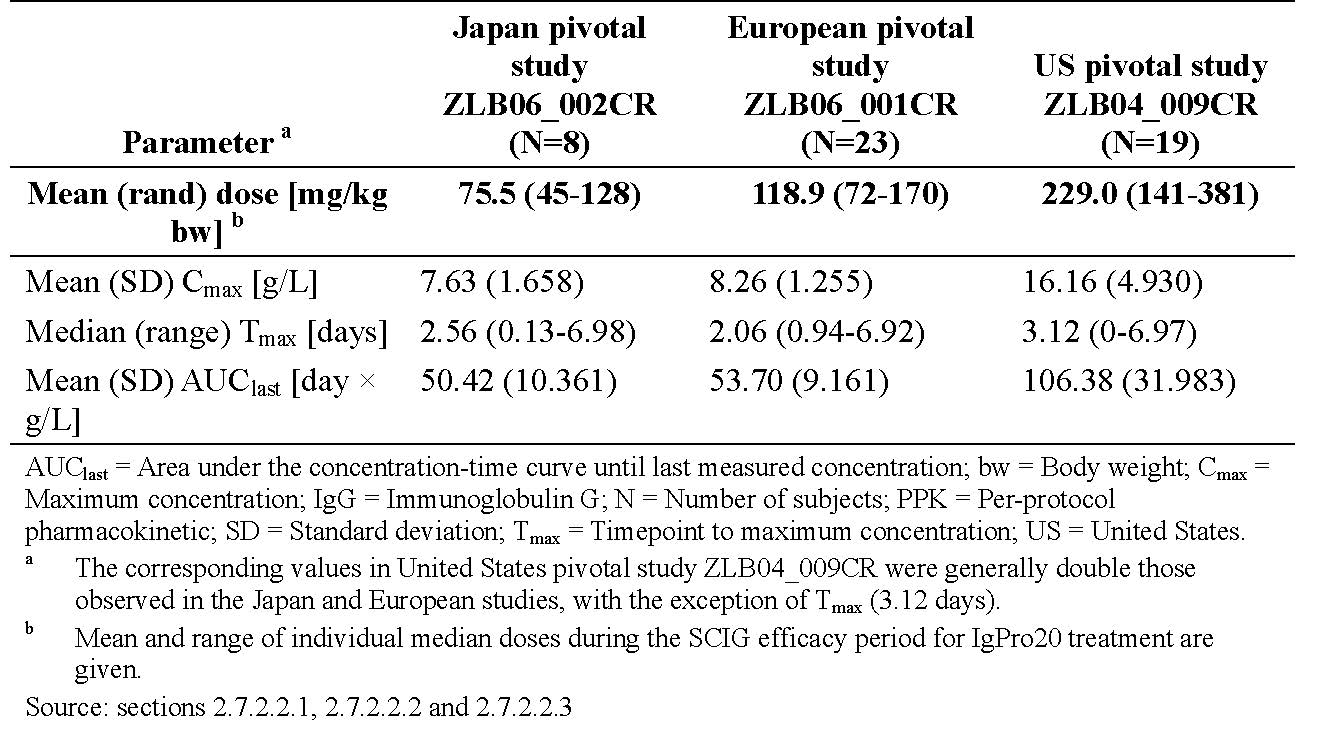 Japan pivotal study ZLB06_002CR (N=8)
European pivotal study ZLB06_001CR (N=23)
US pivotal study ZLB04_009CR (N=19)
Parameter a
Mean (rand) dose [mg/kg bw] b 75.5 (45-128) 118.9 (72-170) 229.0 (141-381)
Mean (SD) Cmax [g/L] 7.63 (1.658) 8.26 (1.255) 16.16 (4.930)
Median (range) Tmax [days] 2.56 (0.13-6.98) 2.06 (0.94-6.92) 3.12 (0-6.97)
Mean (SD) AUClast [day × g/L] 50.42 (10.361) 53.70 (9.161) 106.38 (31.983)
AUClast = Area under the concentration-time curve until last measured concentration; bw = Body weight; Cmax =
Maximum concentration; IgG = Immunoglobulin G; N = Number of subjects; PPK = Per-protocol
pharmacokinetic; SD = Standard deviation; Tmax = Timepoint to maximum concentration; US = United States.
a The corresponding values in United States pivotal study ZLB04_009CR were generally double those
observed in the Japan and European studies, with the exception of Tmax (3.12 days).
b Mean and range of individual median doses during the SCIG efficacy period for IgPro20 treatment are
given.
Source: sections 2.7.2.2.1, 2.7.2.2.2 and 2.7.2.2.3